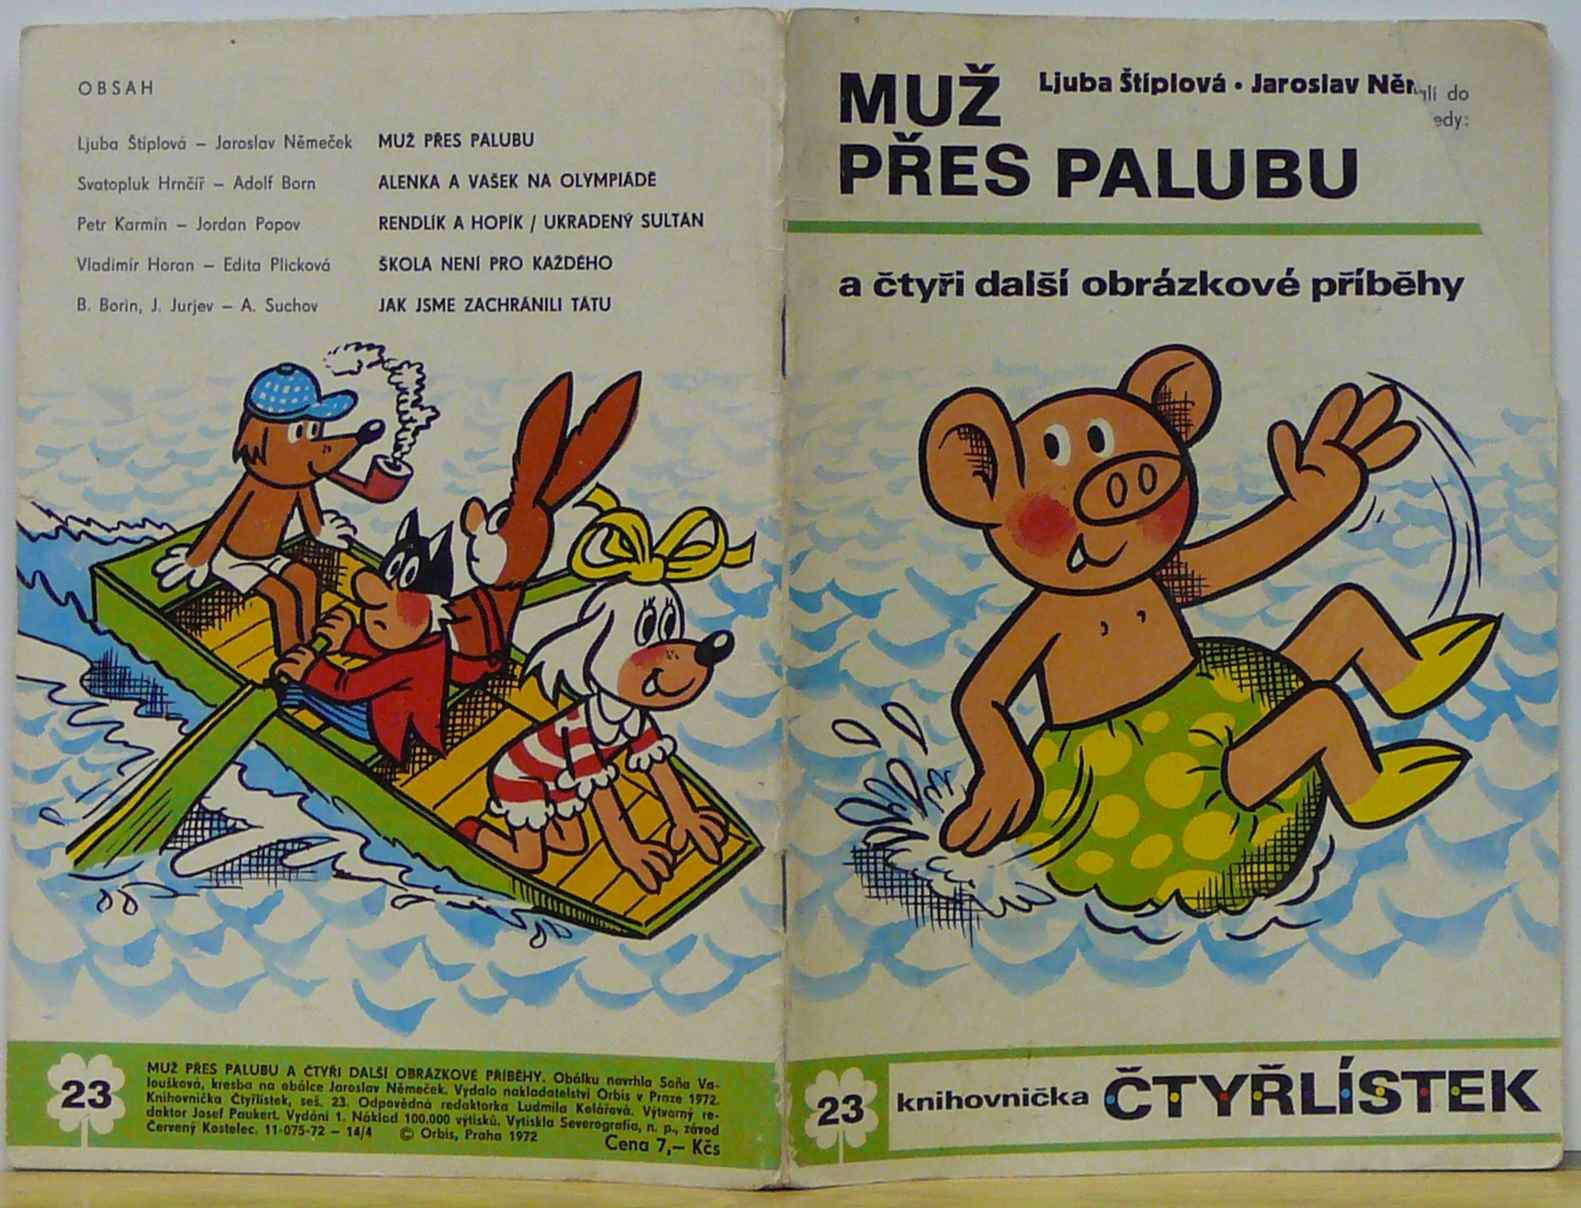 OBSAH
Ljuba Štíplová – Jaroslav Němeček MUŽ PŘES PALUBU
Svatopluk Hrnčíř – Adolf Born ALENKA A VAŠEK NA OLYMPIÁDĚ
Petr Karmín – Jordan Popov RENDLÍK A HOPÍK / UKRADENÝ SULTÁN
Vladimír Horan – Edita Plicková ŠKOLA NENÍ PRO KAŽDÉHO
B. Borin, J. Jurjev – A. Suchov JAK JSME ZACHRÁNILI TÁTU
23
MUŽ PŘES PALUBU A ČTYŘI DALŠÍ OBRÁZKOVÉ PŘÍBĚHY. Obálku navrhla Soňa Va-
loušková, kresba na obálce Jaroslav Němeček. Vydalo nakladatelství Orbis v Praze 1972.
Knihovnička Čtyřlístek, seš. 23. Odpovědná redaktorka Ludmila Kolářová. Výtvarný re-
daktor Josef Paukert. Vydání 1. Náklad 100.000 výtisků. Vytiskla Severografia, n. p., závod
Červený Kostelec. 11-075-72 – 14/4 © Orbis, Praha 1972
Cena 7,– Kčs
MUŽ
PŘES PALUBU
Ljuba Štíplová • Jaroslav Něm
do
a čtyři další obrázkové příběhy
23
knihovnička ČTYŘLÍSTEK